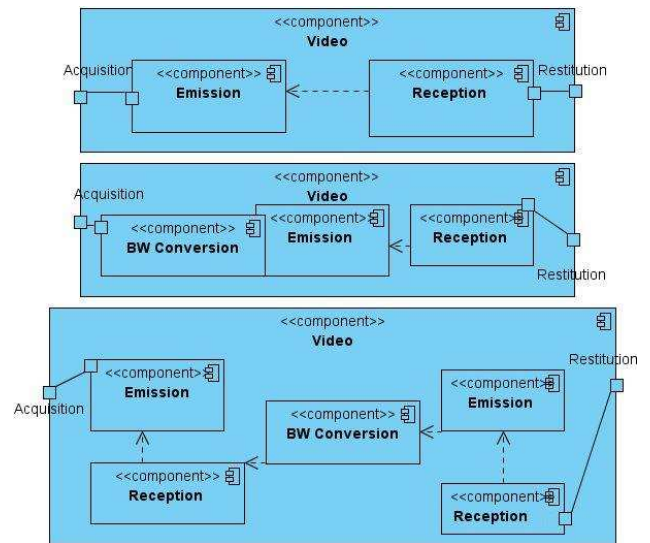 <<component>>
Video
Acquisition
Restitution
<<component>>
Emission
<<component>>
Reception
<<component>>
Video
Acquisition
<<component>>
BW Conversion
<<component>>
Emission
<<component>>
Reception
Restitution
<<component>>
Video
Restitution
<<component>>
Emission
<<component>>
Emission
Acquisition
<<component>>
BW Conversion
<<component>>
Reception
<<component>>
Reception